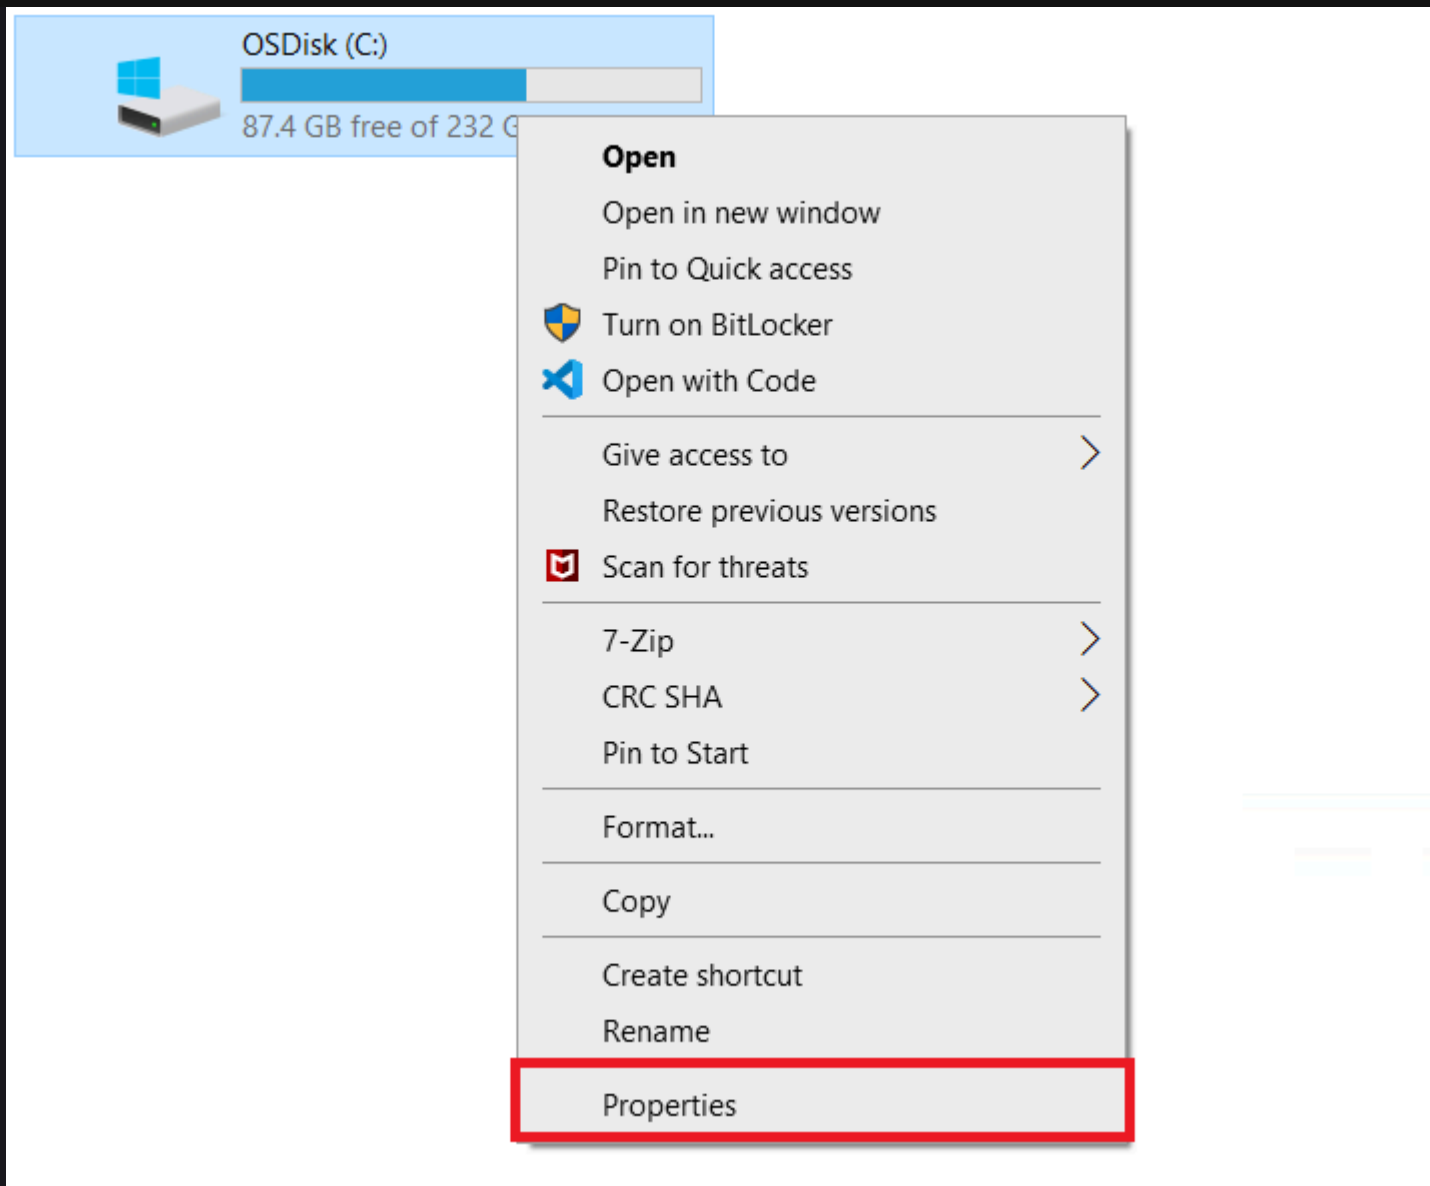 OSDisk (C:)
87.4 GB free of 232
Open
Open in new window
Pin to Quick access
Turn on BitLocker
Open with Code
Give access to
Restore previous versions
Scan for threats
7-Zip
CRC SHA
Pin to Start
Format...
Copy
Create shortcut
Rename
Properties